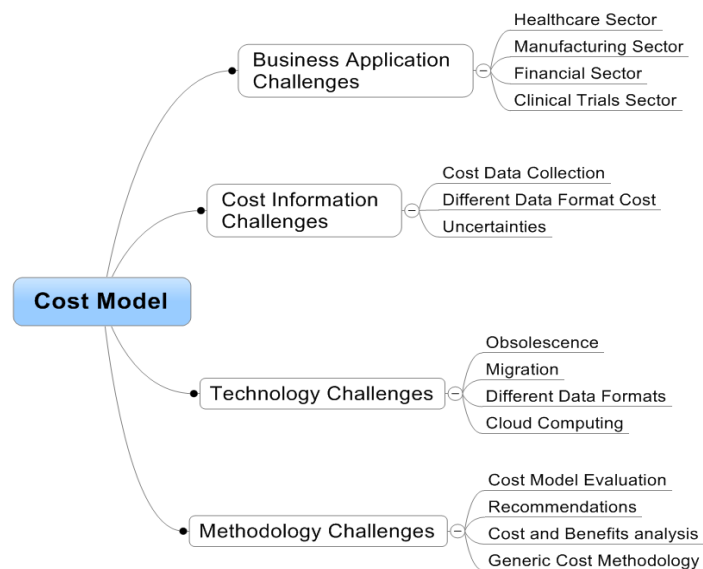 Cost Model
Business Application
Challenges
Healthcare Sector
Manufacturing Sector
Financial Sector
Clinical Trials Sector
Cost Information
Challenges
Cost Data Collection
Different Data Format Cost
Uncertainties
Technology Challenges
Obsolescence
Migration
Different Data Formats
Cloud Computing
Methodology Challenges
Cost Model Evaluation
Recommendations
Cost and Benefits analysis
Generic Cost Methodology